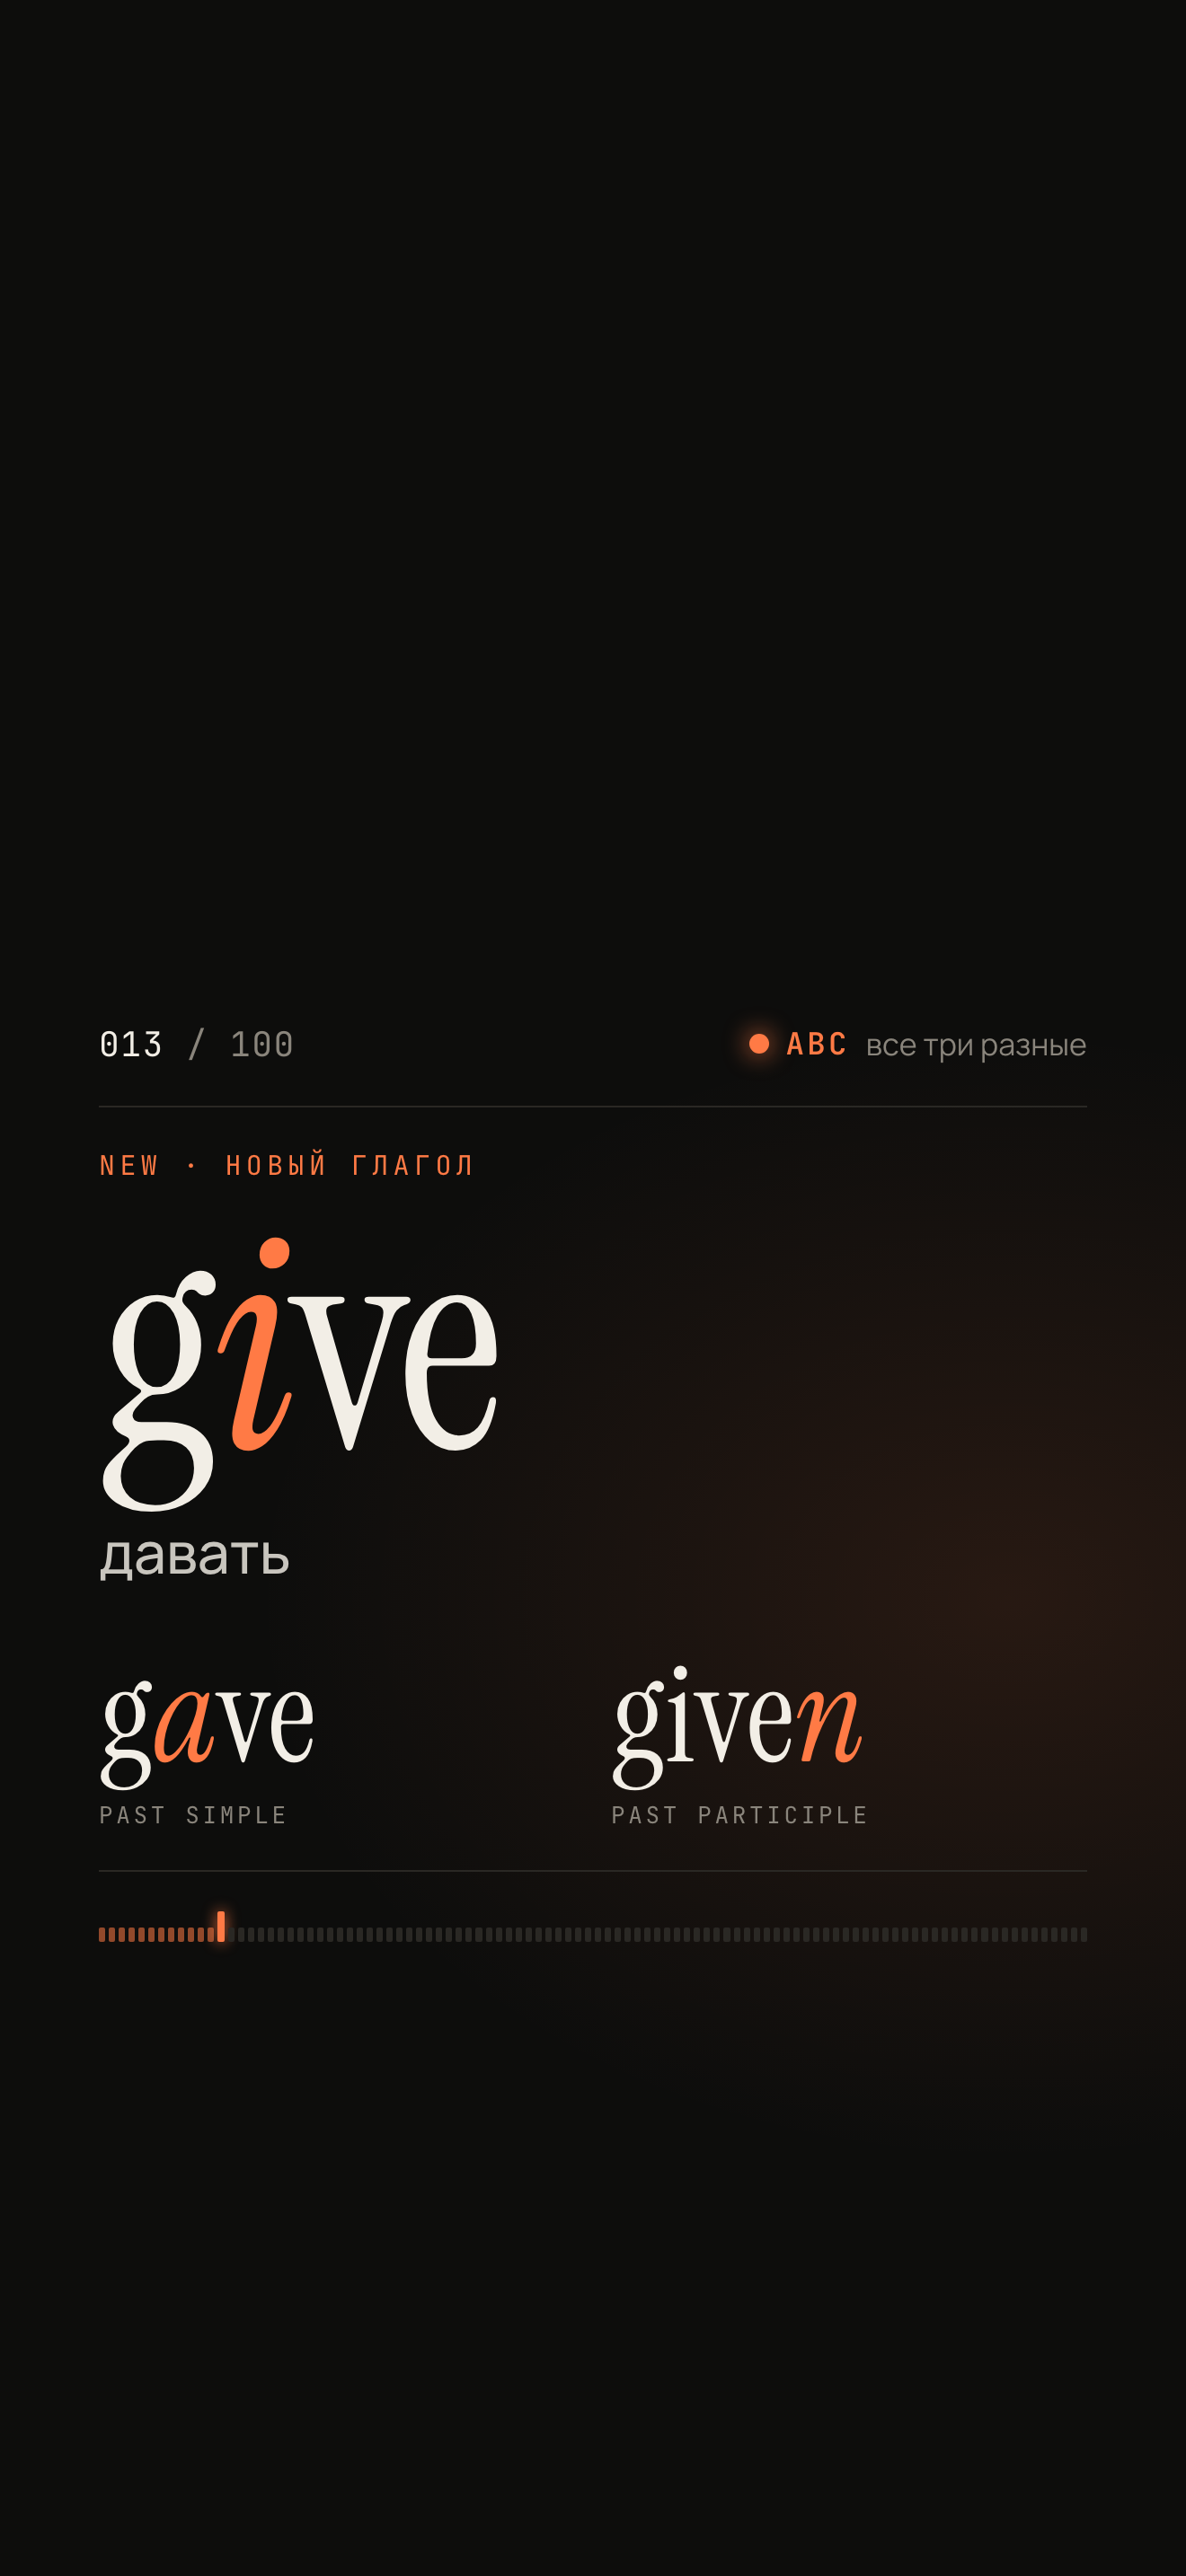 013 / 100
ABC все три разные
NEW · НОВЫЙ ГЛАГОЛ
give
давать
gave
given
PAST SIMPLE
PAST PARTICIPLE